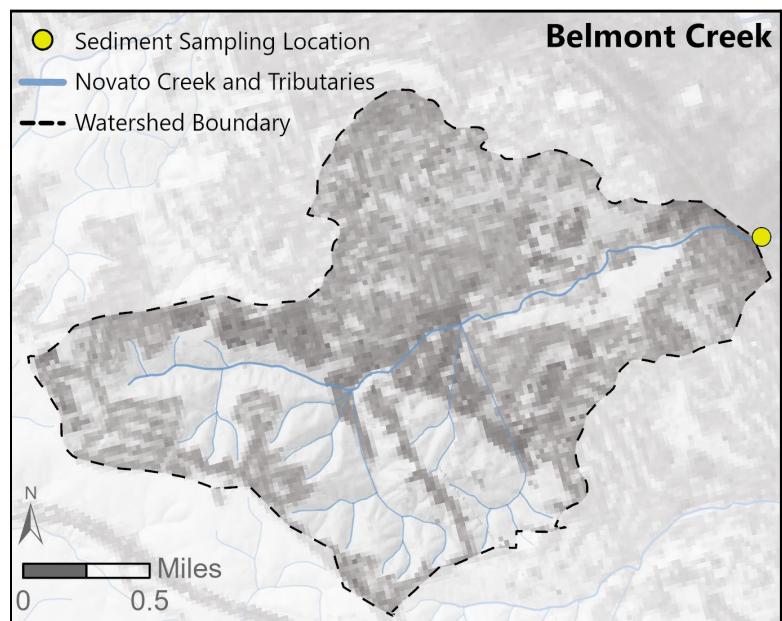 Belmont Creek
Sediment Sampling Location
Novato Creek and Tributaries
Watershed Boundary
N
Miles
0 0.5